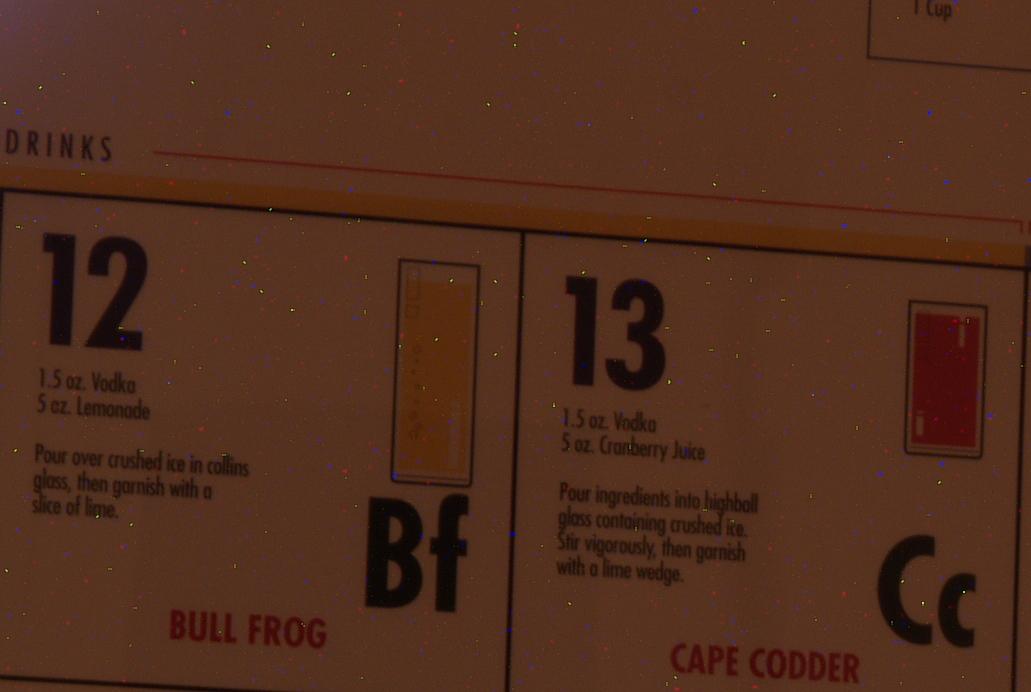 1 Cup
DRINKS
12
1.5 oz. Vodka
5 oz. Lemonade
Pour over crushed ice in collins
glass, then garnish with a
slice of lime.
Bf
BULL FROG
13
1.5 oz. Vodka
5 oz. Cranberry Juice
Pour ingredients into highball
glass containing crushed ice.
Stir vigorously, then garnish
with a lime wedge.
Cc
CAPE CODDER